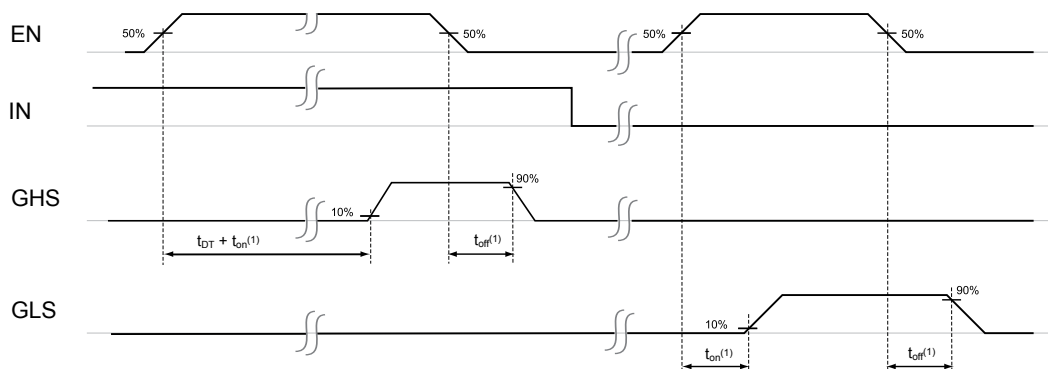 EN
50%
50%
50%
50%
IN
GHS
10%
90%
tDT + ton(1)
toff(1)
GLS
10%
90%
ton(1)
toff(1)